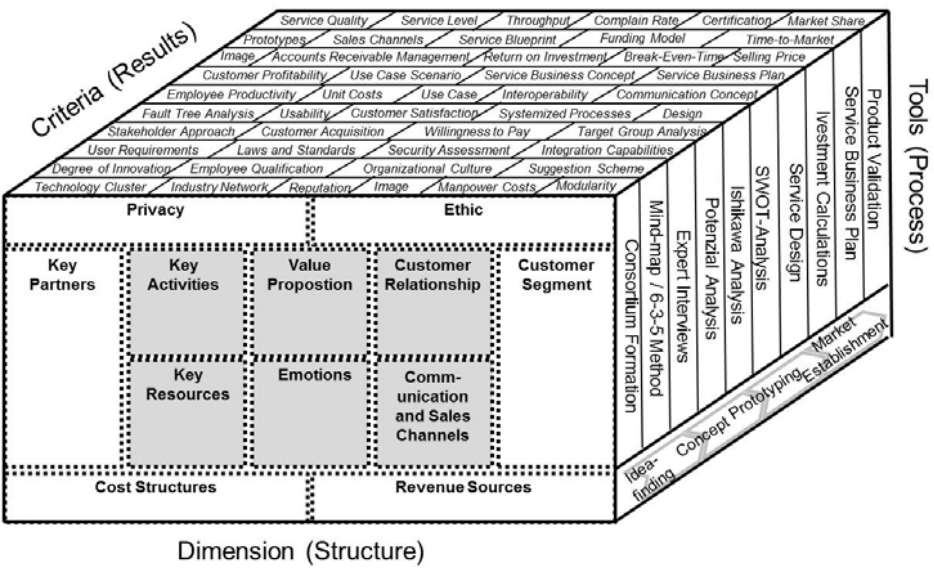 Service Quality Service Level Throughput Complain Rate Certification Market Share
Prototypes Sales Channels Service Blueprint Funding Model Time-to-Market
Image Accounts Receivable Management Return on Investment Break-Even-Time Selling Price
Customer Profitability Use Case Scenario Service Business Concept Service Business Plan
Employee Productivity Unit Costs Use Case Interoperability Communication Concept
Fault Tree Analysis Usability Customer Satisfaction Systemized Processes Design
Stakeholder Approach Customer Acquisition Willingness to Pay Target Group Analysis
User Requirements Laws and Standards Security Assessment Integration Capabilities
Degree of Innovation Employee Qualification Organizational Culture Suggestion Scheme
Technology Cluster Industry Network Reputation Image Manpower Costs Modularity
Criteria (Results)
Privacy Ethic
Key
Partners
Key
Activities
Value
Propostion
Customer
Relationship
Customer
Segment
Key
Resources
Emotions
Comm-
unication
and Sales
Channels
Cost Structures Revenue Sources
Dimension (Structure)
Consortium Formation
Mind-map / 6-3-5 Method
Expert Interviews
Potenzial Analysis
Ishikawa Analysis
SWOT-Analysis
Service Design
Ivestment Calculations
Service Business Plan
Product Validation
Tools (Process)
Idea-
finding
Concept
Prototyping
Market
Establishment